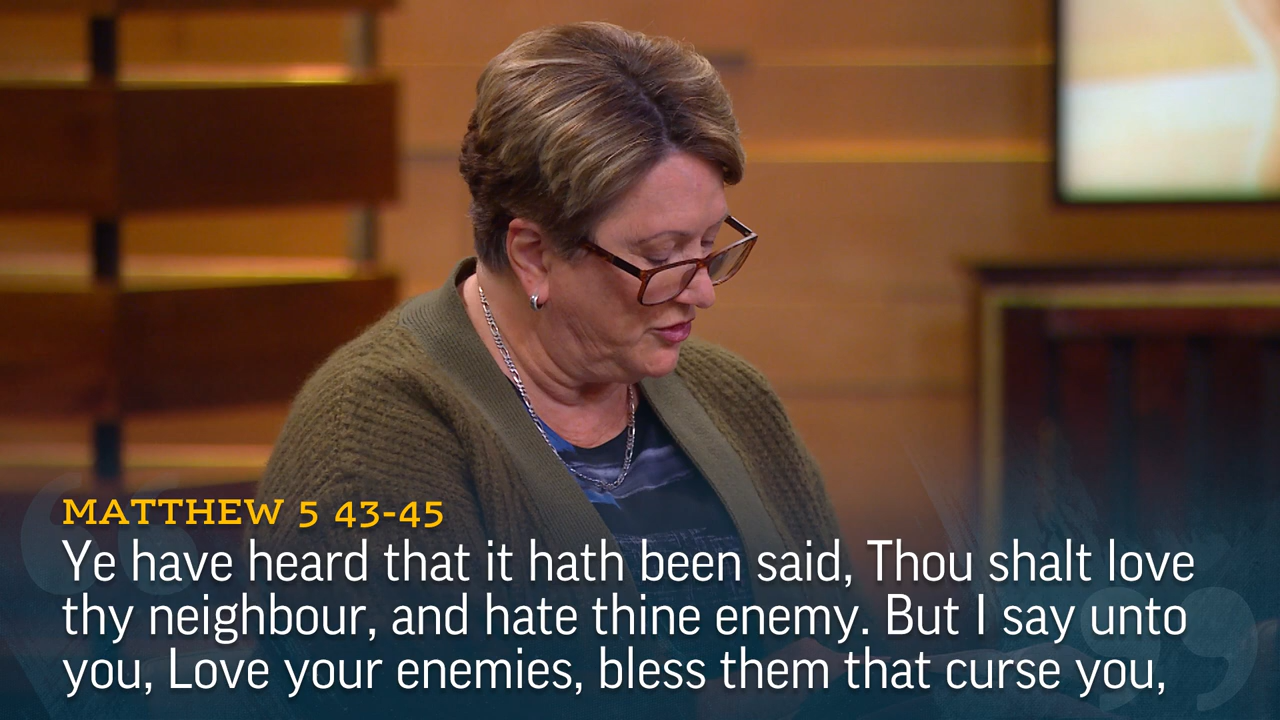 MATTHEW 5 43-45
Ye have heard that it hath been said, Thou shalt love
thy neighbour, and hate thine enemy. But I say unto
you, Love your enemies, bless them that curse you,